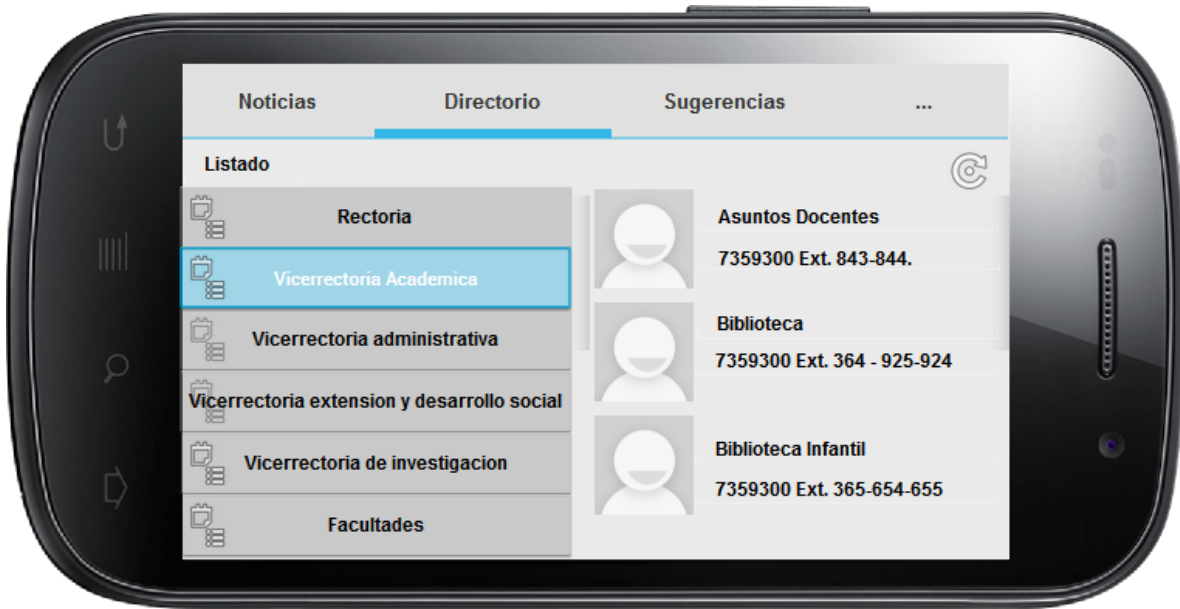 Noticias
Directorio
Sugerencias
...
Listado
Rectoria
Vicerrectoria Academica
Vicerrectoria administrativa
Vicerrectoria extension y desarrollo social
Vicerrectoria de investigacion
Facultades
Asuntos Docentes
7359300 Ext. 843-844.
Biblioteca
7359300 Ext. 364 - 925-924
Biblioteca Infantil
7359300 Ext. 365-654-655